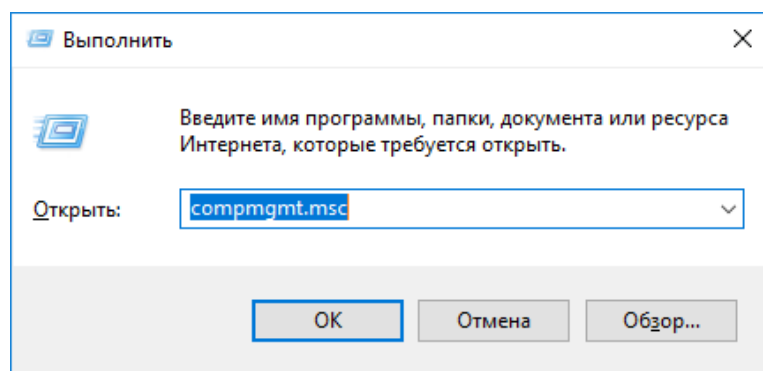 Выполнить
Введите имя программы, папки, документа или ресурса
Интернета, которые требуется открыть.
Открыть: compmgmt.msc
OK Отмена Обзор...